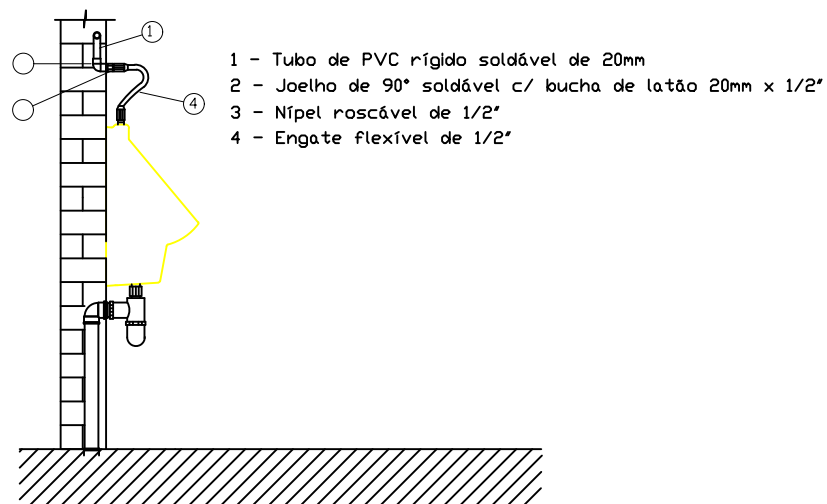 1
1 - Tubo de PVC rígido soldável de 20mm
2 - Joelho de 90° soldável c/ bucha de latão 20mm x 1/2"
3 - Nípel roscável de 1/2"
4 - Engate flexível de 1/2"
4